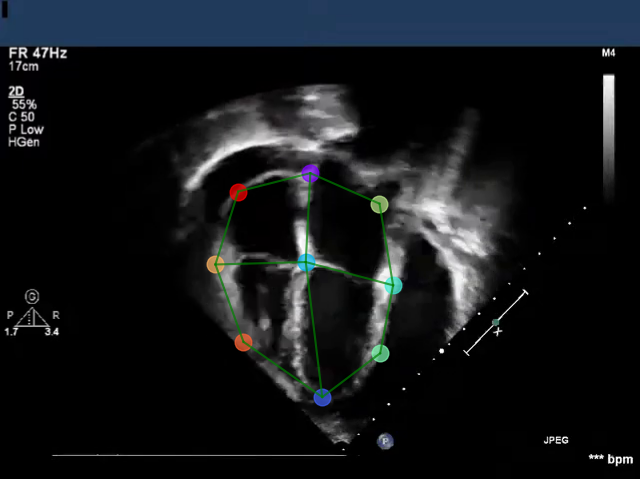 FR 47Hz
17cm
M4
2D
55%
C 50
P Low
HGen
G
P R
1.7 3.4
x
P
JPEG
*** bpm